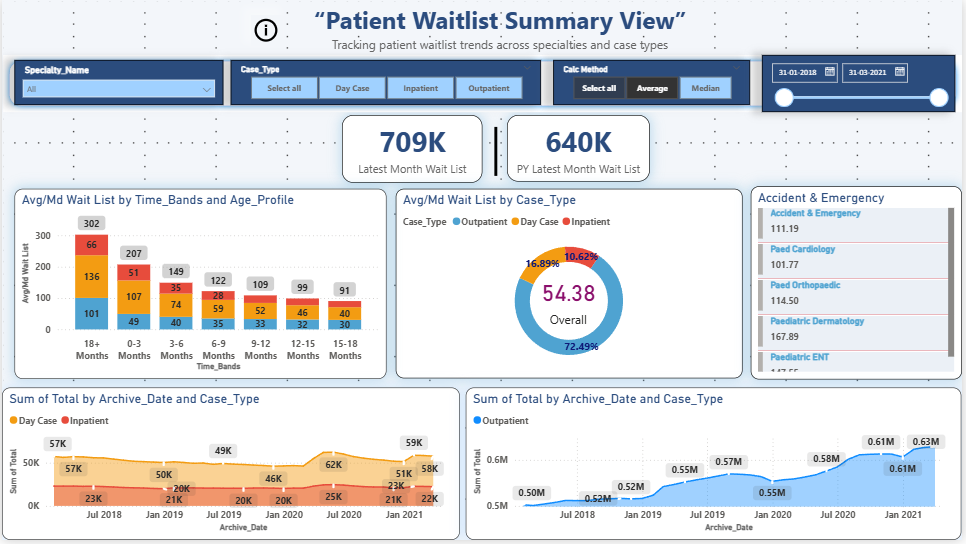 “Patient Waitlist Summary View”
Tracking patient waitlist trends across specialties and case types
Specialty_Name
All
Case_Type
Select all Day Case Inpatient Outpatient
Calc Method
Select all Average Median
31-01-2018 31-03-2021
709K
Latest Month Wait List
640K
PY Latest Month Wait List
Avg/Md Wait List by Time_Bands and Age_Profile
Avg/Md Wait List
300
200
100
0
302
66
136
101
207
51
107
49
149
35
74
40
122
28
59
35
109
52
33
99
46
32
91
40
30
18+ Months
0-3 Months
3-6 Months
6-9 Months
9-12 Months
12-15 Months
15-18 Months
Time_Bands
Avg/Md Wait List by Case_Type
Case_Type Outpatient Day Case Inpatient
16.89%
10.62%
54.38
Overall
72.49%
Accident & Emergency
Accident & Emergency
111.19
Paed Cardiology
101.77
Paed Orthopaedic
114.50
Paediatric Dermatology
167.89
Paediatric ENT
Sum of Total by Archive_Date and Case_Type
Day Case Inpatient
Sum of Total
50K
0K
57K
57K
50K
49K
46K
62K
51K
59K
58K
23K
21K
20K
20K
20K
25K
21K
23K
22K
Jul 2018 Jan 2019 Jul 2019 Jan 2020 Jul 2020 Jan 2021
Archive_Date
Sum of Total by Archive_Date and Case_Type
Outpatient
Sum of Total
0.6M
0.5M
0.50M
0.52M
0.52M
0.55M
0.57M
0.55M
0.58M
0.61M
0.61M
0.63M
Jul 2018 Jan 2019 Jul 2019 Jan 2020 Jul 2020 Jan 2021
Archive_Date